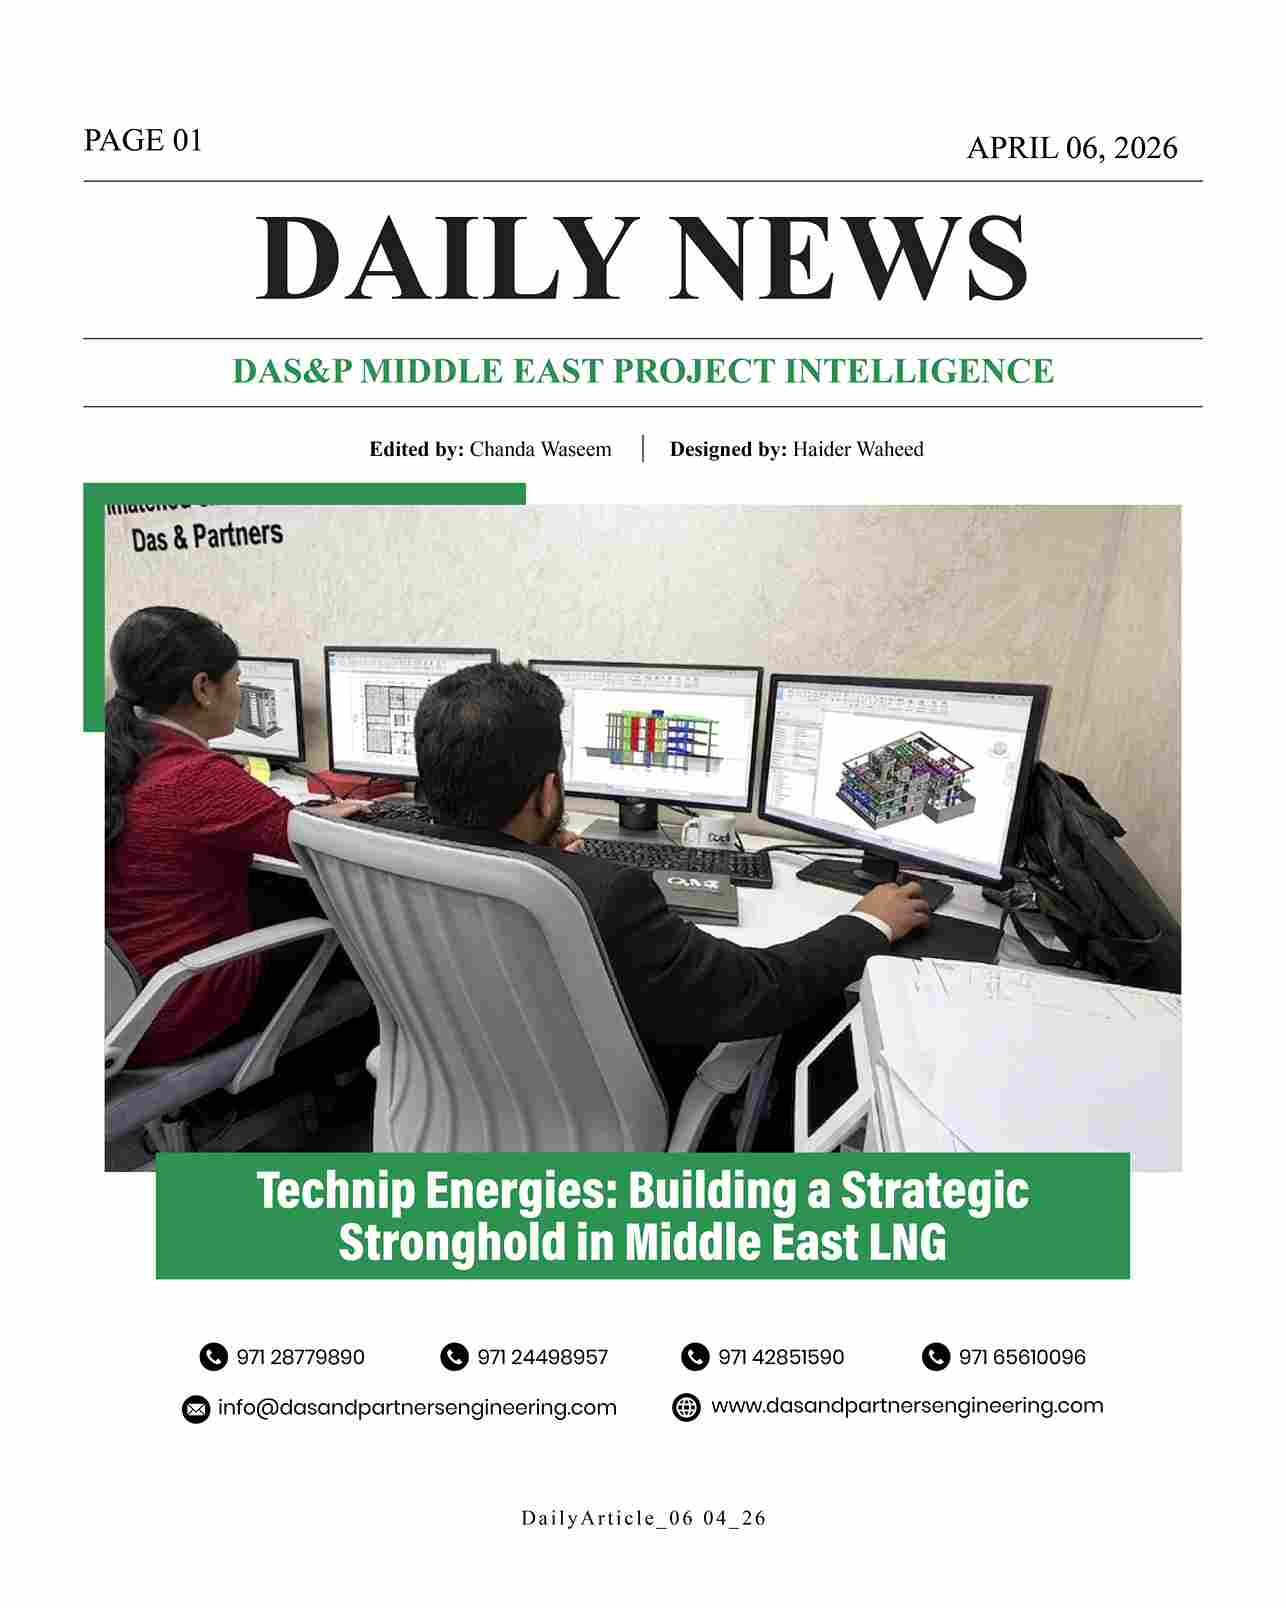 PAGE 01
APRIL 06, 2026
DAILY NEWS
DAS&P MIDDLE EAST PROJECT INTELLIGENCE
Edited by: Chanda Waseem | Designed by: Haider Waheed
Das & Partners
Technip Energies: Building a Strategic
Stronghold in Middle East LNG
971 28779890
971 24498957
971 42851590
971 65610096
info@dasandpartnersengineering.com
www.dasandpartnersengineering.com
DailyArticle_06 04_26